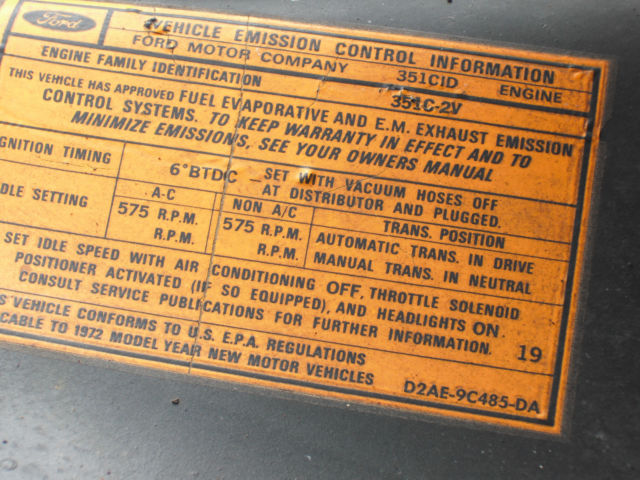 Ford
VEHICLE EMISSION CONTROL INFORMATION
FORD MOTOR COMPANY 351CID ENGINE
ENGINE FAMILY IDENTIFICATION 351C-2V
THIS VEHICLE HAS APPROVED FUEL EVAPORATIVE AND E.M. EXHAUST EMISSION
CONTROL SYSTEMS. TO KEEP WARRANTY IN EFFECT AND TO
MINIMIZE EMISSIONS, SEE YOUR OWNERS MANUAL
GNITION TIMING 6°BTDC SET WITH VACUUM HOSES OFF
AT DISTRIBUTOR AND PLUGGED.
DLE SETTING A-C NON A/C TRANS. POSITION
575 R.P.M. 575 R.P.M. AUTOMATIC TRANS. IN DRIVE
R.P.M. R.P.M. MANUAL TRANS. IN NEUTRAL
SET IDLE SPEED WITH AIR CONDITIONING OFF, THROTTLE SOLENOID
POSITIONER ACTIVATED (IF SO EQUIPPED), AND HEADLIGHTS ON.
CONSULT SERVICE PUBLICATIONS FOR FURTHER INFORMATION. 19
S VEHICLE CONFORMS TO U.S. E.P.A. REGULATIONS
CABLE TO 1972 MODEL YEAR NEW MOTOR VEHICLES D2AE-9C485-DA